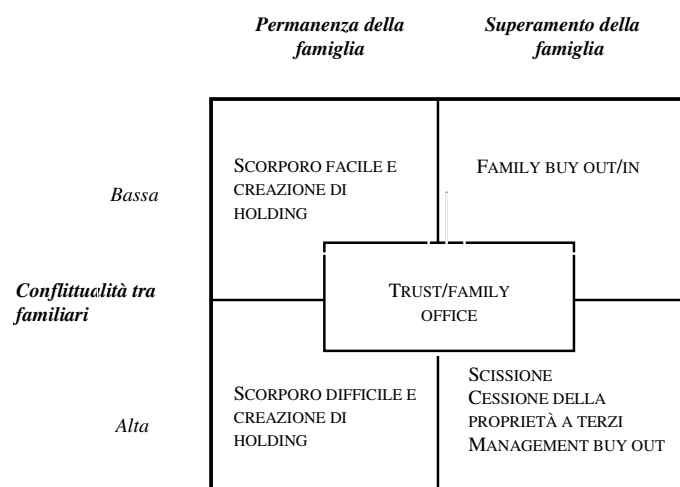 Permanenza della
famiglia
Superamento della
famiglia
Bassa
SCORPORO FACILE E
CREAZIONE DI
HOLDING
FAMILY BUY OUT/IN
Conflittualità tra
familiari
TRUST/FAMILY
OFFICE
Alta
SCORPORO DIFFICILE E
CREAZIONE DI
HOLDING
SCISSIONE
CESSIONE DELLA
PROPRIETÀ A TERZI
MANAGEMENT BUY OUT